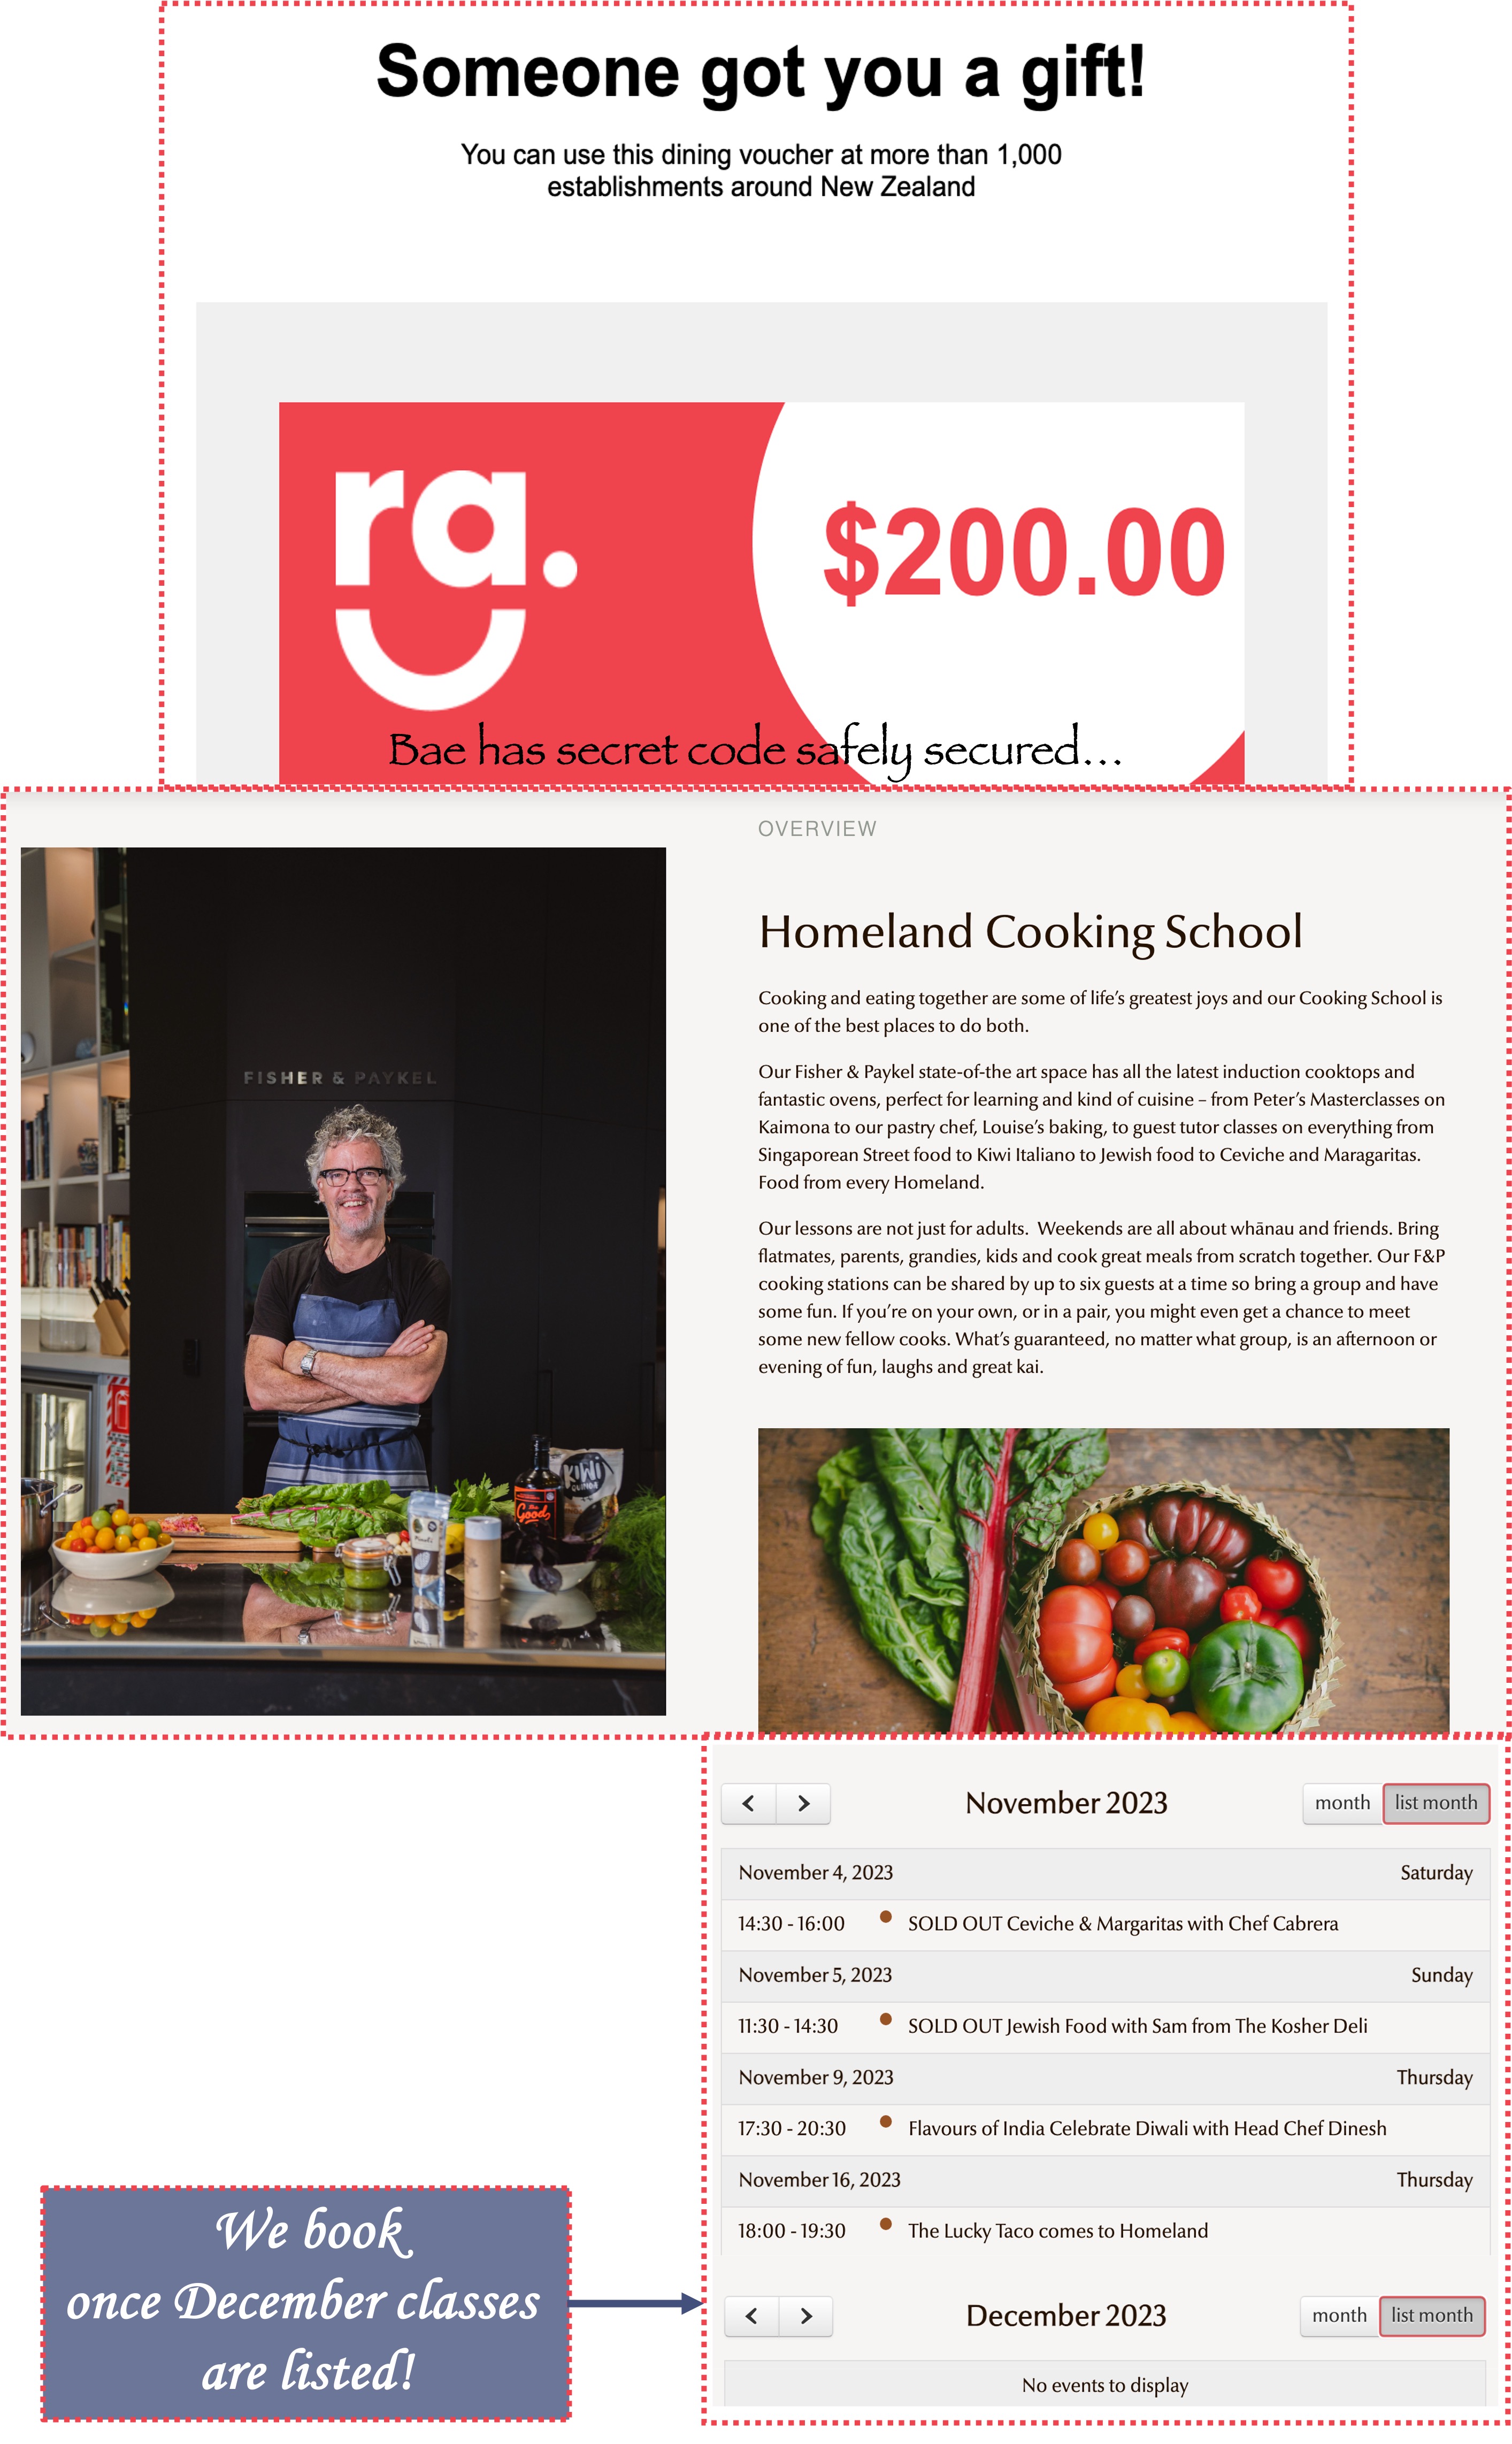 Someone got you a gift!
You can use this dining voucher at more than 1,000
establishments around New Zealand
ra.
$200.00
Bae has secret code safely secured...
OVERVIEW
Homeland Cooking School
Cooking and eating together are some of life's greatest joys and our Cooking School is
one of the best places to do both.
Our Fisher & Paykel state-of-the art space has all the latest induction cooktops and
fantastic ovens, perfect for learning and kind of cuisine – from Peter's Masterclasses on
Kaimona to our pastry chef, Louise's baking, to guest tutor classes on everything from
Singaporean Street food to Kiwi Italiano to Jewish food to Ceviche and Maragaritas.
Food from every Homeland.
Our lessons are not just for adults.  Weekends are all about whānau and friends. Bring
flatmates, parents, grandies, kids and cook great meals from scratch together. Our F&P
cooking stations can be shared by up to six guests at a time so bring a group and have
some fun. If you're on your own, or in a pair, you might even get a chance to meet
some new fellow cooks. What's guaranteed, no matter what group, is an afternoon or
evening of fun, laughs and great kai.
FISHER & PAYKEL
KiWi
QUINOA
Good
November 2023
month
list month
November 4, 2023 Saturday
14:30 - 16:00 SOLD OUT Ceviche & Margaritas with Chef Cabrera
November 5, 2023 Sunday
11:30 - 14:30 SOLD OUT Jewish Food with Sam from The Kosher Deli
November 9, 2023 Thursday
17:30 - 20:30 Flavours of India Celebrate Diwali with Head Chef Dinesh
November 16, 2023 Thursday
18:00 - 19:30 The Lucky Taco comes to Homeland
We book
once December classes
are listed!
December 2023
month
list month
No events to display